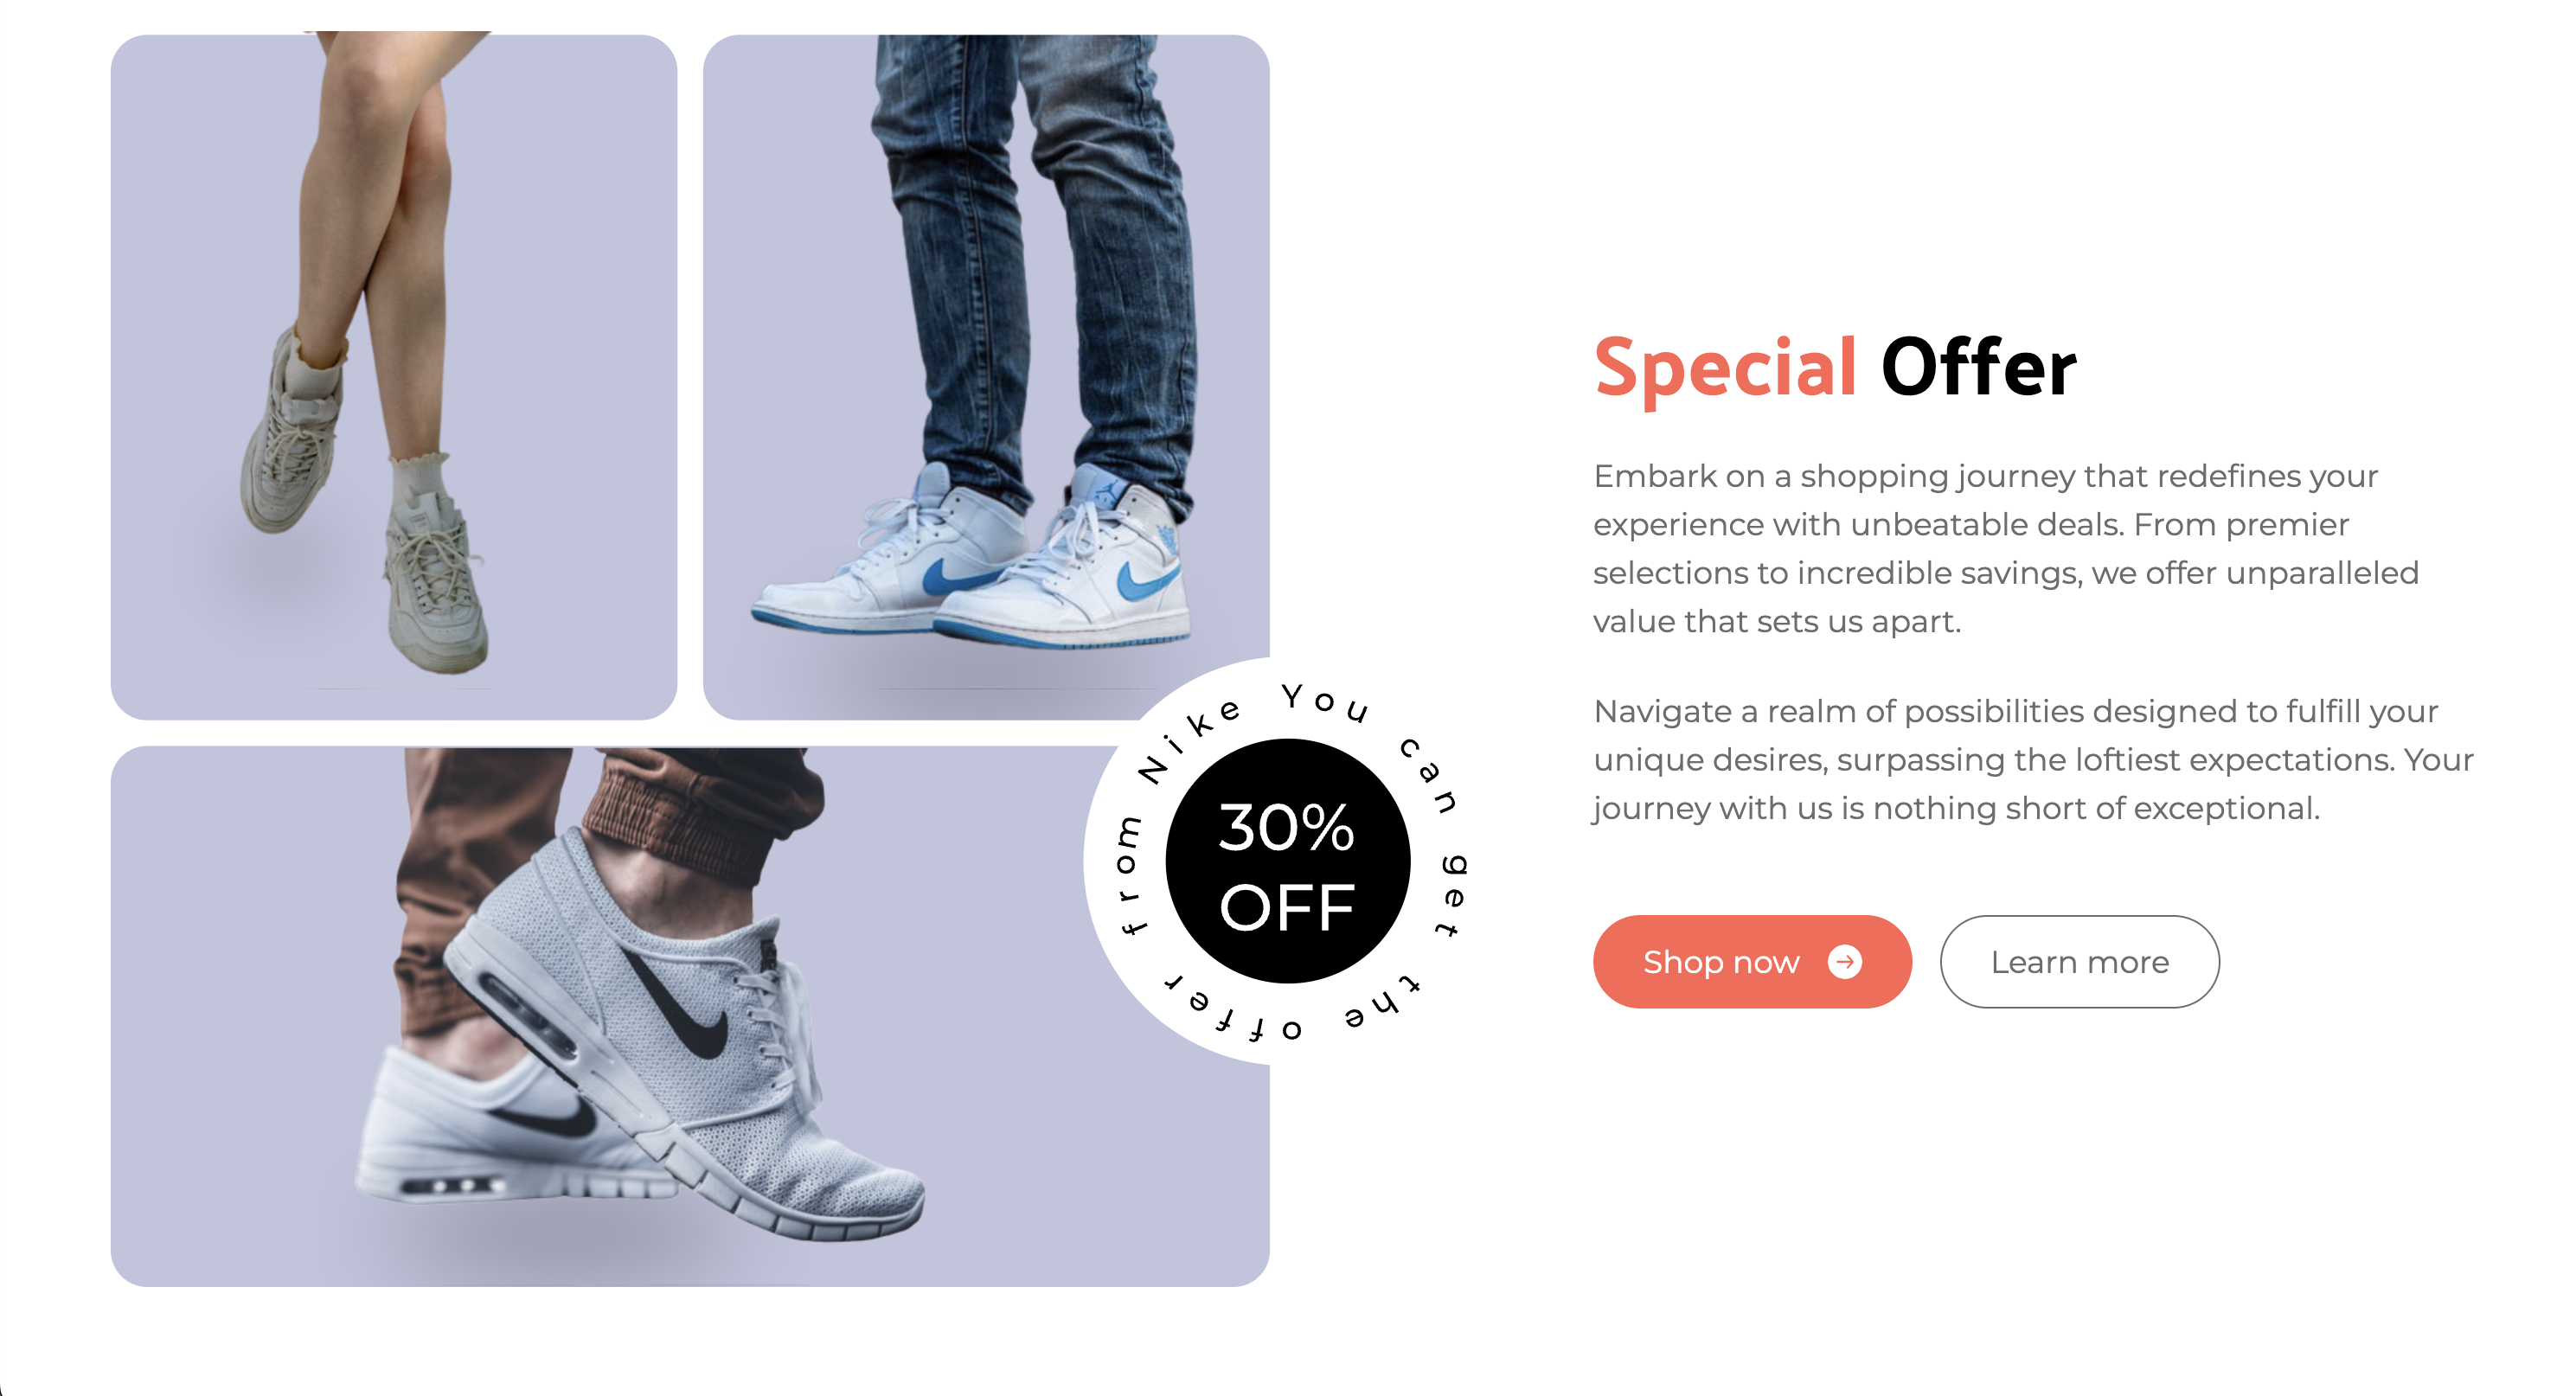 You can get the offer from Nike
30%
OFF
Special Offer
Embark on a shopping journey that redefines your
experience with unbeatable deals. From premier
selections to incredible savings, we offer unparalleled
value that sets us apart.
Navigate a realm of possibilities designed to fulfill your
unique desires, surpassing the loftiest expectations. Your
journey with us is nothing short of exceptional.
Shop now
Learn more